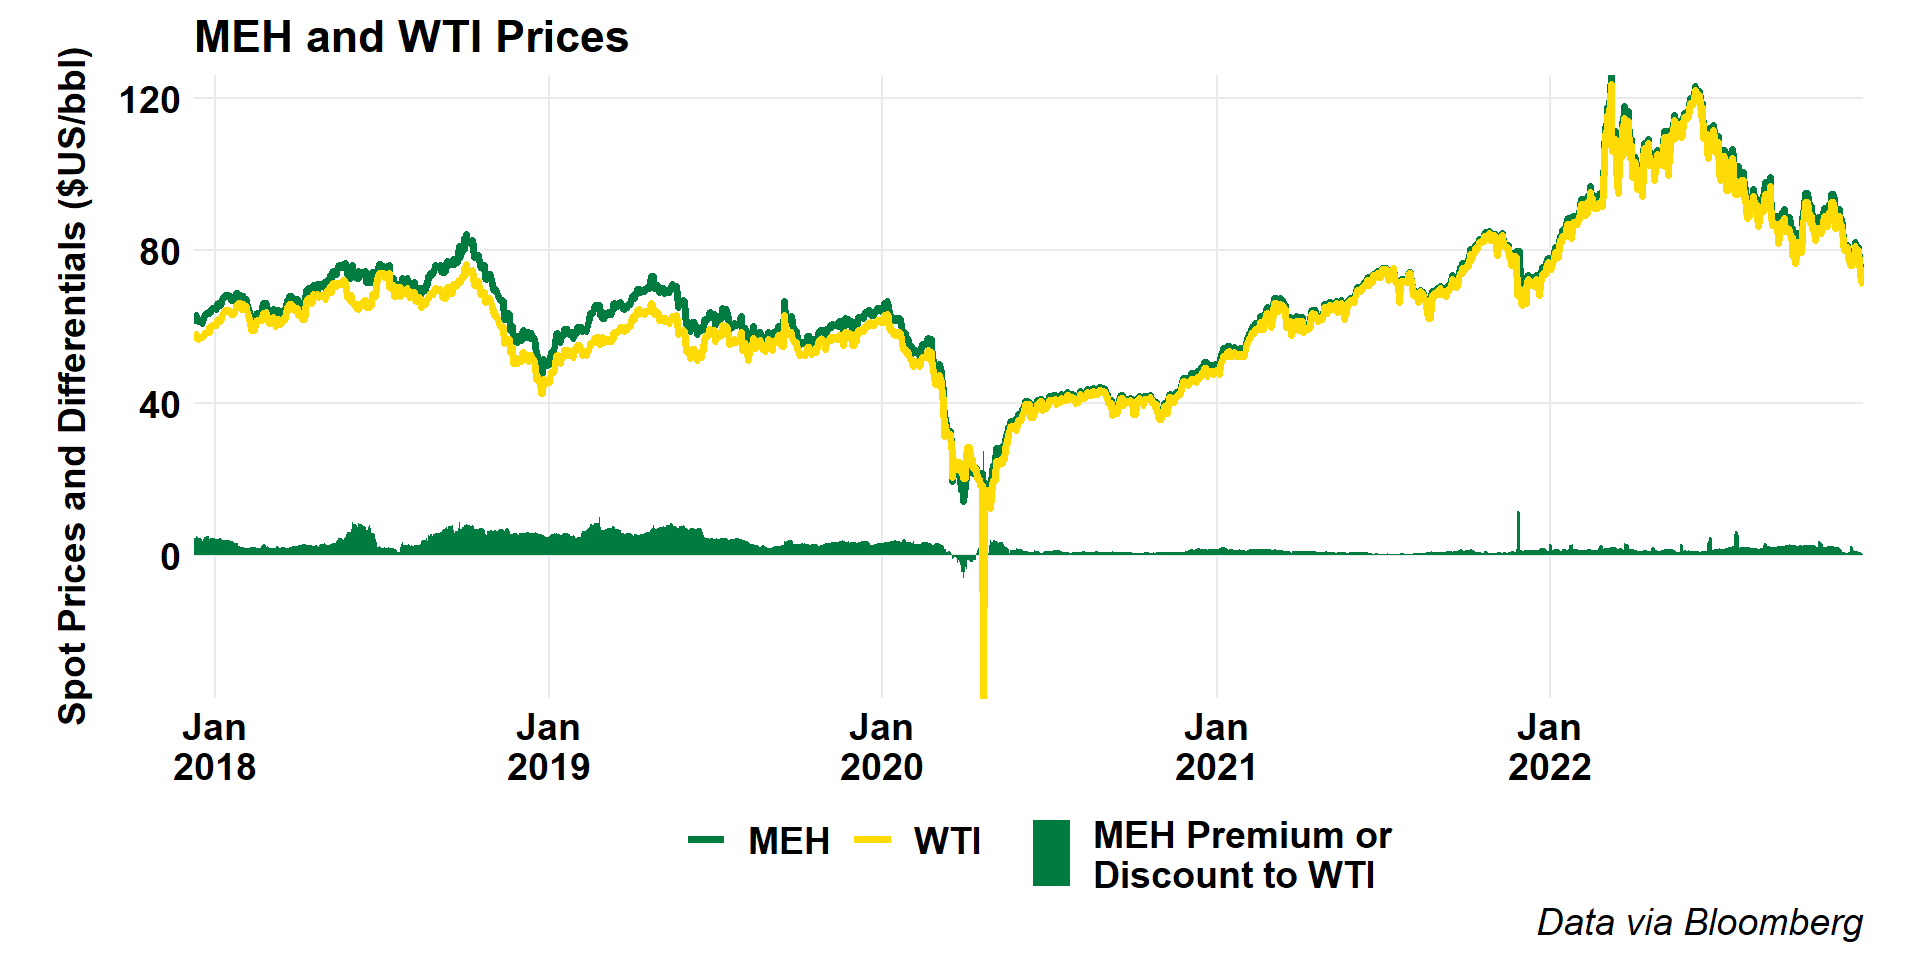 MEH and WTI Prices
Spot Prices and Differentials ($US/bbl)
120
80
40
0
Jan
2018
Jan
2019
Jan
2020
Jan
2021
Jan
2022
MEH
WTI
MEH Premium or
Discount to WTI
Data via Bloomberg